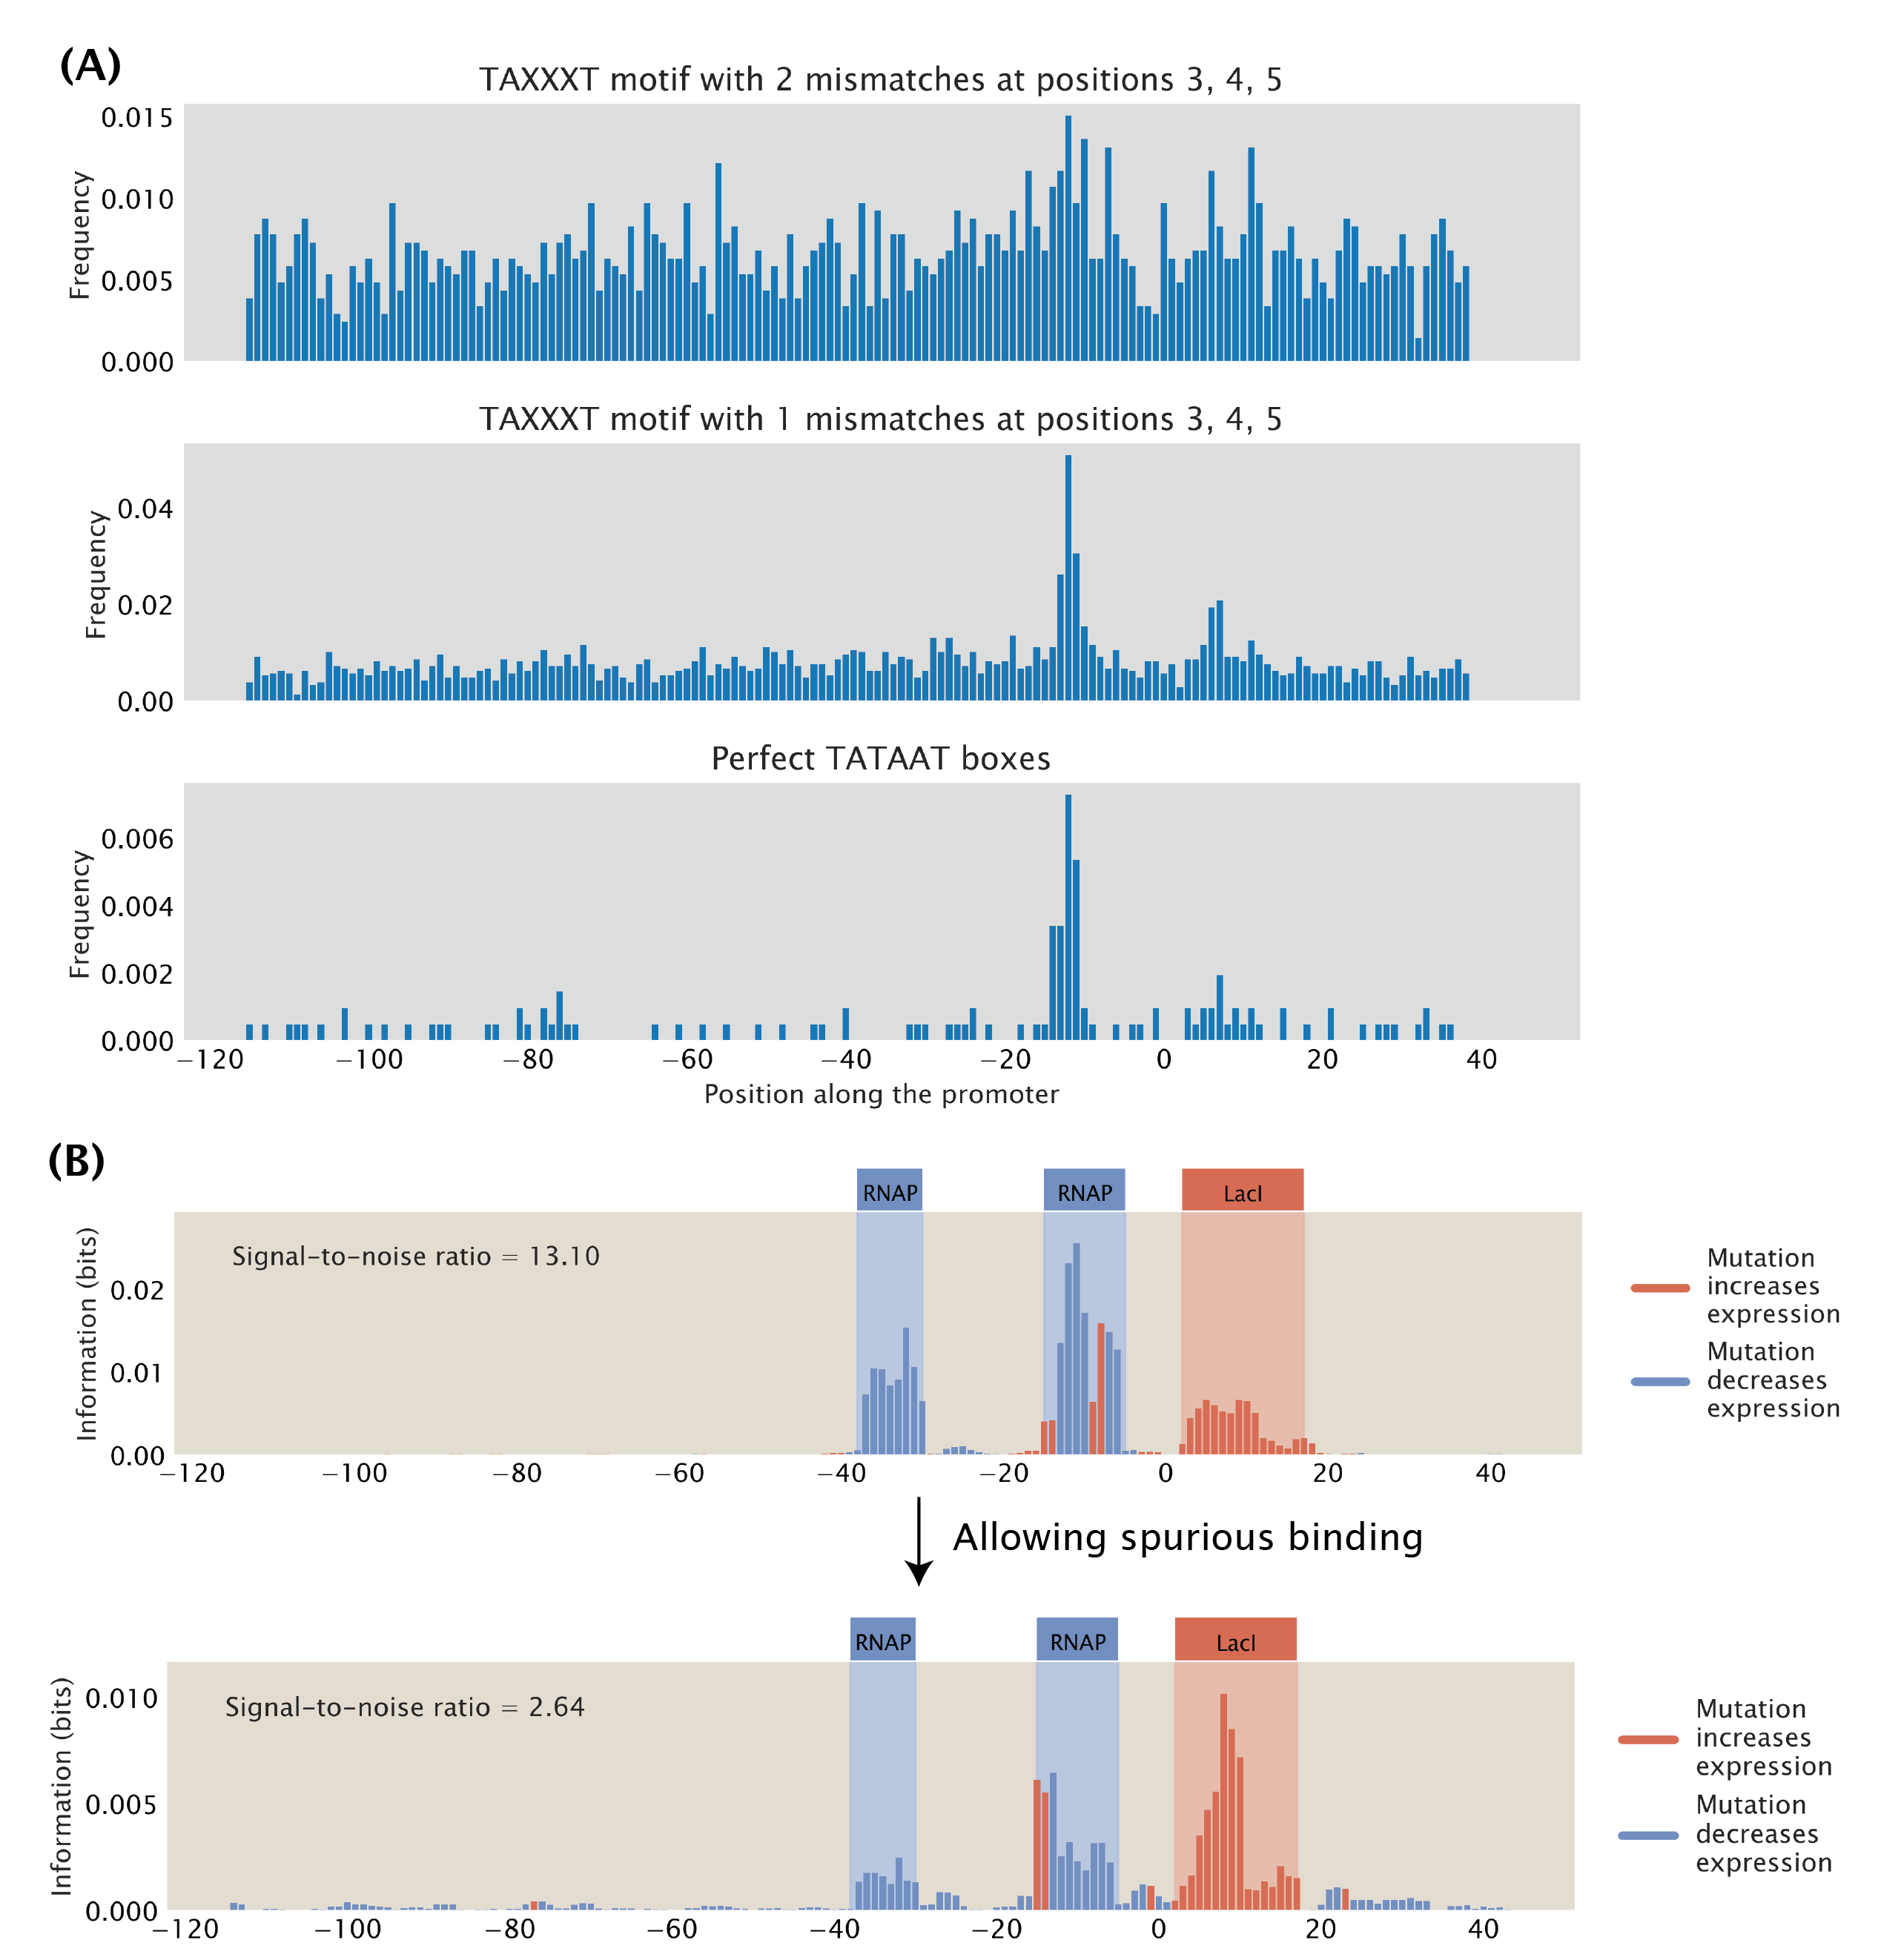 (A)
TAXXXT motif with 2 mismatches at positions 3, 4, 5
0.015
0.010
0.005
0.000
Frequency
TAXXXT motif with 1 mismatches at positions 3, 4, 5
0.04
0.02
0.00
Frequency
Perfect TATAAT boxes
0.006
0.004
0.002
0.000
Frequency
−120 −100 −80 −60 −40 −20 0 20 40
Position along the promoter
(B)
RNAP RNAP LacI
Signal-to-noise ratio = 13.10
0.02
0.01
0.00
Information (bits)
−120 −100 −80 −60 −40 −20 0 20 40
Mutation
increases
expression
Mutation
decreases
expression
Allowing spurious binding
RNAP RNAP LacI
Signal-to-noise ratio = 2.64
0.010
0.005
0.000
Information (bits)
−120 −100 −80 −60 −40 −20 0 20 40
Mutation
increases
expression
Mutation
decreases
expression